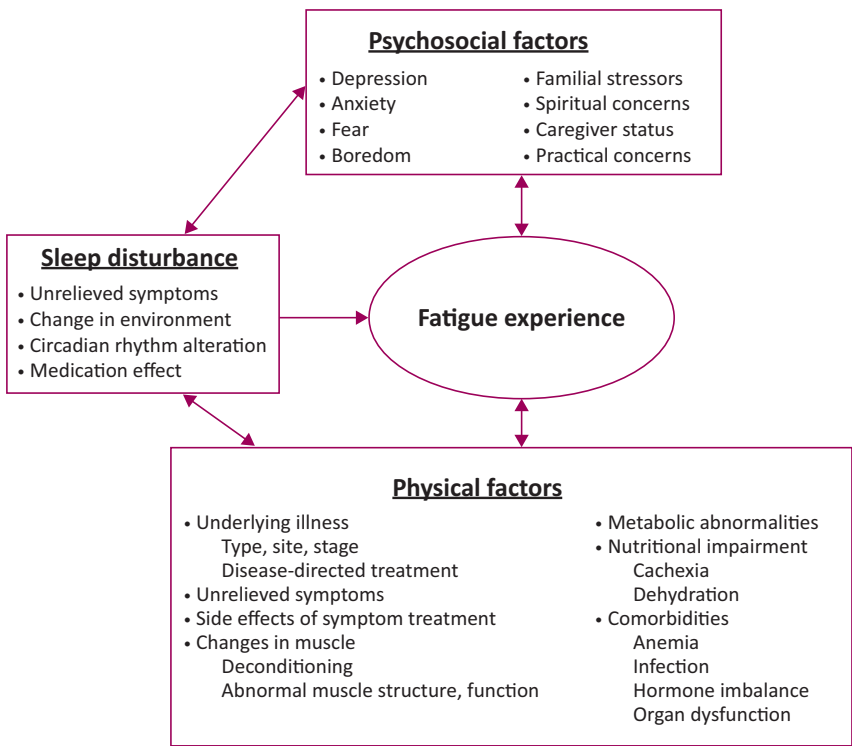 Psychosocial factors
• Depression
• Anxiety
• Fear
• Boredom
• Familial stressors
• Spiritual concerns
• Caregiver status
• Practical concerns
Sleep disturbance
• Unrelieved symptoms
• Change in environment
• Circadian rhythm alteration
• Medication effect
Fatigue experience
Physical factors
• Underlying illness
Type, site, stage
Disease-directed treatment
• Unrelieved symptoms
• Side effects of symptom treatment
• Changes in muscle
Deconditioning
Abnormal muscle structure, function
• Metabolic abnormalities
• Nutritional impairment
Cachexia
Dehydration
• Comorbidities
Anemia
Infection
Hormone imbalance
Organ dysfunction